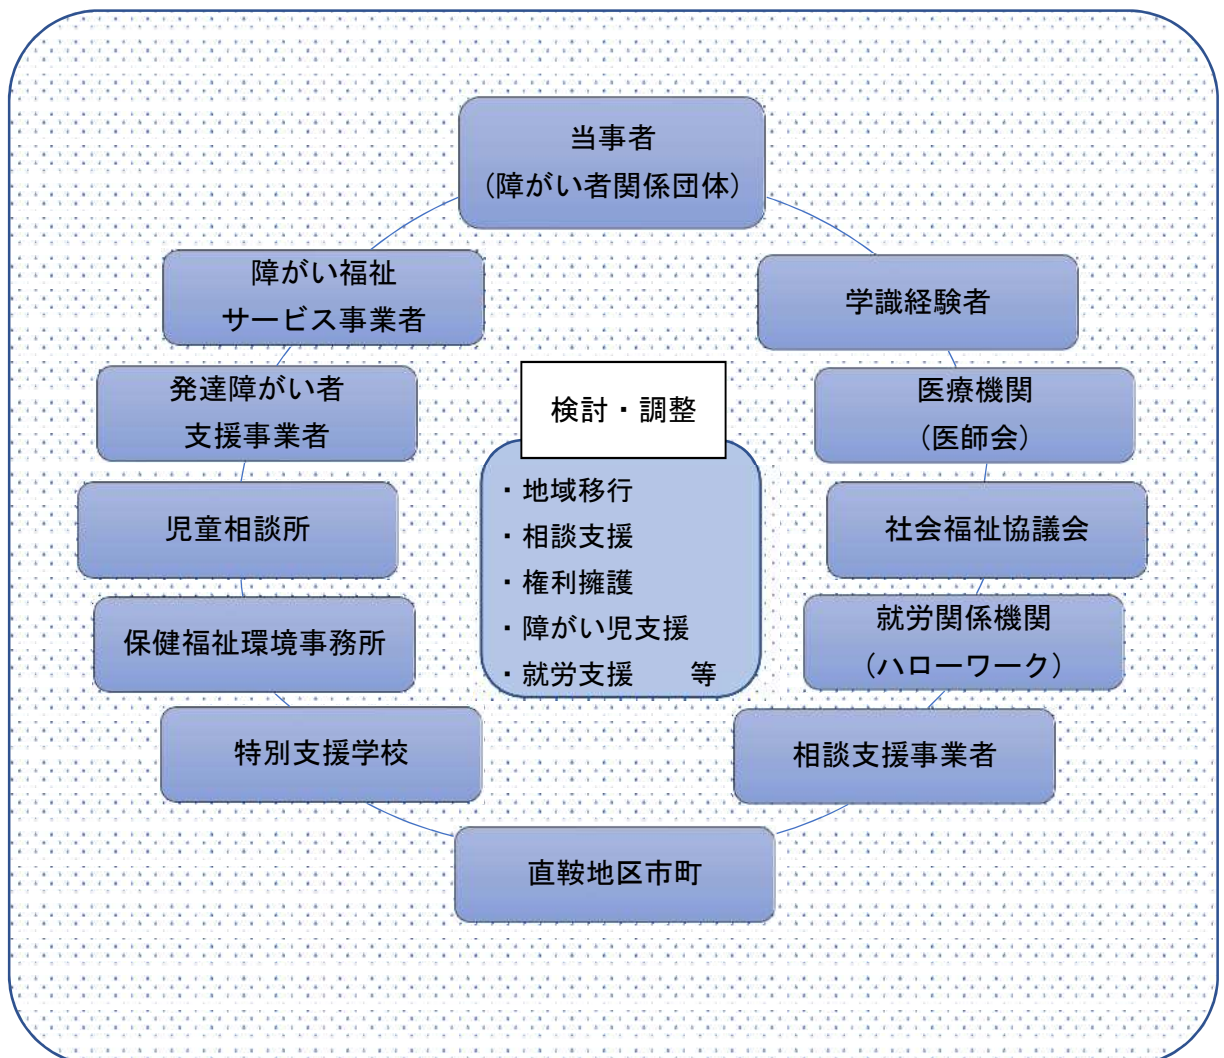 当事者
（障がい者関係団体）
障がい福祉
サービス事業者
学識経験者
発達障がい者
支援事業者
医療機関
（医師会）
検討・調整
・地域移行
・相談支援
・権利擁護
・障がい児支援
・就労支援　　等
児童相談所
社会福祉協議会
保健福祉環境事務所
就労関係機関
（ハローワーク）
特別支援学校
相談支援事業者
直鞍地区市町